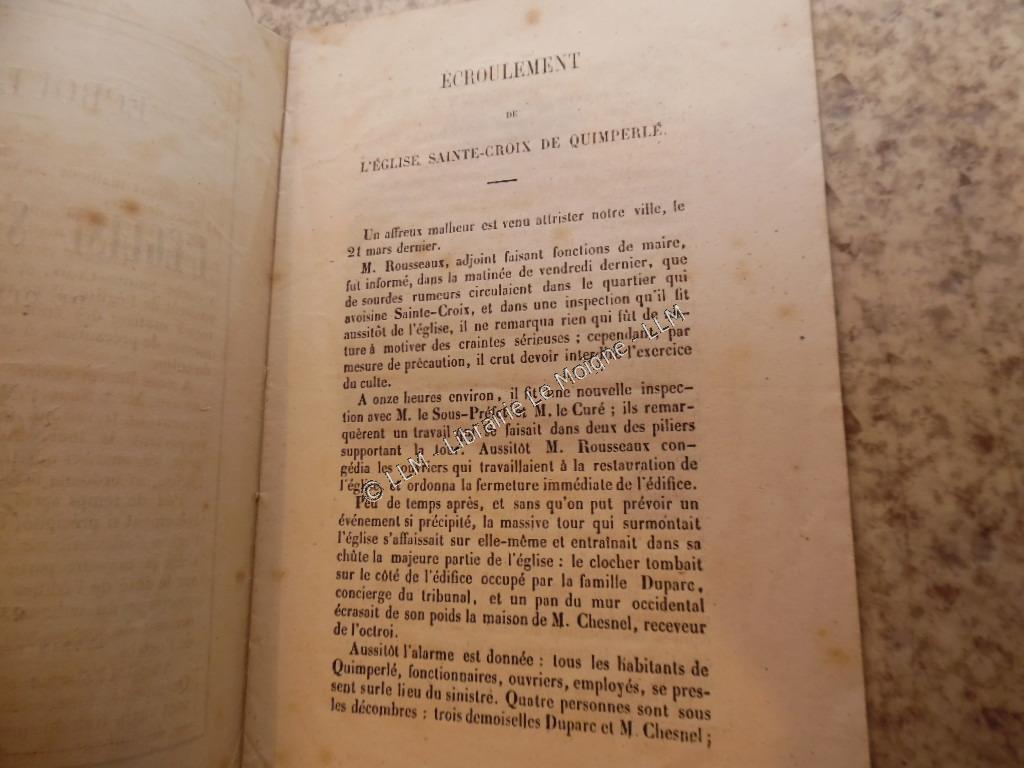 ÉCROULEMENT
DE
L'ÉGLISE SAINTE-CROIX DE QUIMPERLÉ.
Un affreux malheur est venu attrister notre ville, le
21 mars dernier.
M. Rousseaux, adjoint faisant fonctions de maire,
fut informé, dans la matinée de vendredi dernier, que
de sourdes rumeurs circulaient dans le quartier qui
avoisine Sainte-Croix, et dans une inspection qu'il fit
aussitôt de l'église, il ne remarqua rien qui fût de na-
ture à motiver des craintes sérieuses ; cependant, par
mesure de précaution, il crut devoir interdire l'exercice
du culte.
A onze heures environ, il fit une nouvelle inspec-
tion avec M. le Sous-Préfet, M. le Curé ; ils remar-
quèrent un travail qui se faisait dans deux des piliers
supportant la tour. Aussitôt M. Rousseaux con-
gédia les ouvriers qui travaillaient à la restauration de
l'église et ordonna la fermeture immédiate de l'édifice.
Peu de temps après, et sans qu'on put prévoir un
événement si précipité, la massive tour qui surmontait
l'église s'affaissait sur elle-même et entraînait dans sa
chûte la majeure partie de l'église : le clocher tombait
sur le côté de l'édifice occupé par la famille Duparc,
concierge du tribunal, et un pan du mur occidental
écrasait de son poids la maison de M. Chesnel, receveur
de l'octroi.
Aussitôt l'alarme est donnée : tous les habitants de
Quimperlé, fonctionnaires, ouvriers, employés, se pres-
sent sur le lieu du sinistre. Quatre personnes sont sous
les décombres : trois demoiselles Duparc et M. Chesnel ;
© LLM - Librairie Le Moigne - LLM